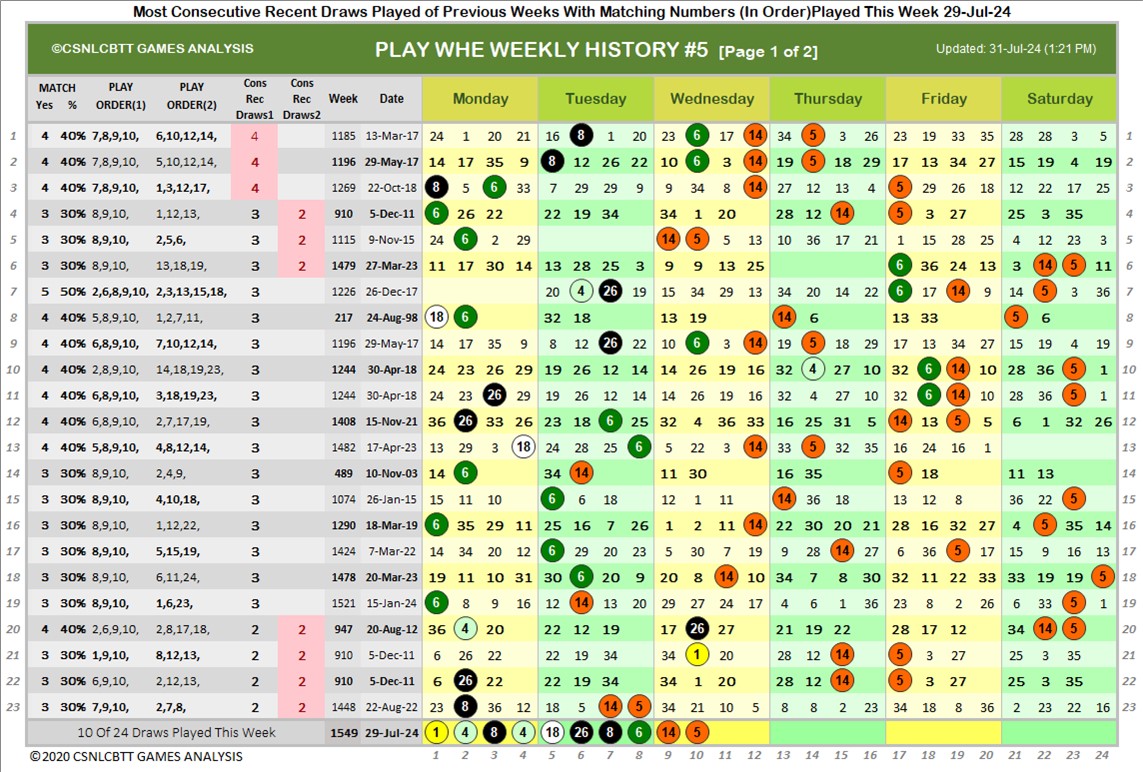 Most Consecutive Recent Draws Played of Previous Weeks With Matching Numbers (In Order)Played This Week 29-Jul-24
©CSNLCBTT GAMES ANALYSIS PLAY WHE WEEKLY HISTORY #5 [Page 1 of 2] Updated: 31-Jul-24 (1:21 PM)
MATCH Yes % PLAY ORDER(1) PLAY ORDER(2) Cons Rec Draws1 Cons Rec Draws2 Week Date Monday Tuesday Wednesday Thursday Friday Saturday
1 4 40% 7,8,9,10, 6,10,12,14, 4 1185 13-Mar-17 24 1 20 21 16 8 1 20 23 6 17 14 34 5 3 26 23 19 33 35 28 28 3 5 1
2 4 40% 7,8,9,10, 5,10,12,14, 4 1196 29-May-17 14 17 35 9 8 12 26 22 10 6 3 14 19 5 18 29 17 13 34 27 15 19 4 19 2
3 4 40% 7,8,9,10, 1,3,12,17, 4 1269 22-Oct-18 8 5 6 33 7 29 29 9 9 34 8 14 27 12 13 4 5 29 26 18 12 22 17 25 3
4 3 30% 8,9,10, 1,12,13, 3 2 910 5-Dec-11 6 26 22 22 19 34 34 1 20 28 12 14 5 3 27 25 3 35 4
5 3 30% 8,9,10, 2,5,6, 3 2 1115 9-Nov-15 24 6 2 29 14 5 5 13 10 36 17 21 1 15 28 25 4 12 23 3 5
6 3 30% 8,9,10, 13,18,19, 3 2 1479 27-Mar-23 11 17 30 14 13 28 25 3 9 9 13 25 6 36 24 13 3 14 5 11 6
7 5 50% 2,6,8,9,10, 2,3,13,15,18, 3 1226 26-Dec-17 20 4 26 19 15 34 29 13 34 20 14 22 6 17 14 9 14 5 3 36 7
8 4 40% 5,8,9,10, 1,2,7,11, 3 217 24-Aug-98 18 6 32 18 13 19 14 6 13 33 5 6 8
9 4 40% 6,8,9,10, 7,10,12,14, 3 1196 29-May-17 14 17 35 9 8 12 26 22 10 6 3 14 19 5 18 29 17 13 34 27 15 19 4 19 9
10 4 40% 2,8,9,10, 14,18,19,23, 3 1244 30-Apr-18 24 23 26 29 19 26 12 14 14 26 19 16 32 4 27 10 32 6 14 10 28 36 5 1 10
11 4 40% 6,8,9,10, 3,18,19,23, 3 1244 30-Apr-18 24 23 26 29 19 26 12 14 14 26 19 16 32 4 27 10 32 6 14 10 28 36 5 1 11
12 4 40% 6,8,9,10, 2,7,17,19, 3 1408 15-Nov-21 36 26 33 26 23 18 6 25 32 4 36 33 16 25 31 5 14 13 5 5 6 1 32 26 12
13 4 40% 5,8,9,10, 4,8,12,14, 3 1482 17-Apr-23 13 29 3 18 24 28 25 6 5 22 3 14 13 5 32 35 16 24 16 1 13
14 3 30% 8,9,10, 2,4,9, 3 489 10-Nov-03 14 6 34 14 11 30 16 35 5 18 11 13 14
15 3 30% 8,9,10, 4,10,18, 3 1074 26-Jan-15 15 11 10 6 6 18 12 1 11 14 36 18 13 12 8 36 22 5 15
16 3 30% 8,9,10, 1,12,22, 3 1290 18-Mar-19 6 35 29 11 25 16 7 26 1 2 11 14 22 30 20 21 28 16 32 27 4 5 35 14 16
17 3 30% 8,9,10, 5,15,19, 3 1424 7-Mar-22 14 34 20 12 6 29 20 23 5 30 7 19 9 28 14 27 6 36 5 17 15 9 16 13 17
18 3 30% 8,9,10, 6,11,24, 3 1478 20-Mar-23 19 11 10 31 30 6 20 9 20 8 14 10 34 7 8 30 32 11 22 33 33 19 19 5 18
19 3 30% 8,9,10, 1,6,23, 3 1521 15-Jan-24 6 8 9 16 12 14 13 20 29 27 24 17 4 6 1 36 23 8 2 26 6 33 5 1 19
20 4 40% 2,6,9,10, 2,8,17,18, 2 2 947 20-Aug-12 36 4 20 22 12 19 17 26 27 21 19 22 28 17 12 34 14 5 20
21 3 30% 1,9,10, 8,12,13, 2 2 910 5-Dec-11 6 26 22 22 19 34 34 1 20 28 12 14 5 3 27 25 3 35 21
22 3 30% 6,9,10, 2,12,13, 2 2 910 5-Dec-11 6 26 22 22 19 34 34 1 20 28 12 14 5 3 27 25 3 35 22
23 3 30% 7,9,10, 2,7,8, 2 2 1448 22-Aug-22 23 8 36 12 18 5 14 5 34 21 10 5 8 8 2 23 34 18 8 36 2 23 22 16 23
10 Of 24 Draws Played This Week 1549 29-Jul-24 1 4 8 4 18 26 8 6 14 5
©2020 CSNLCBTT GAMES ANALYSIS 1 2 3 4 5 6 7 8 9 10 11 12 13 14 15 16 17 18 19 20 21 22 23 24